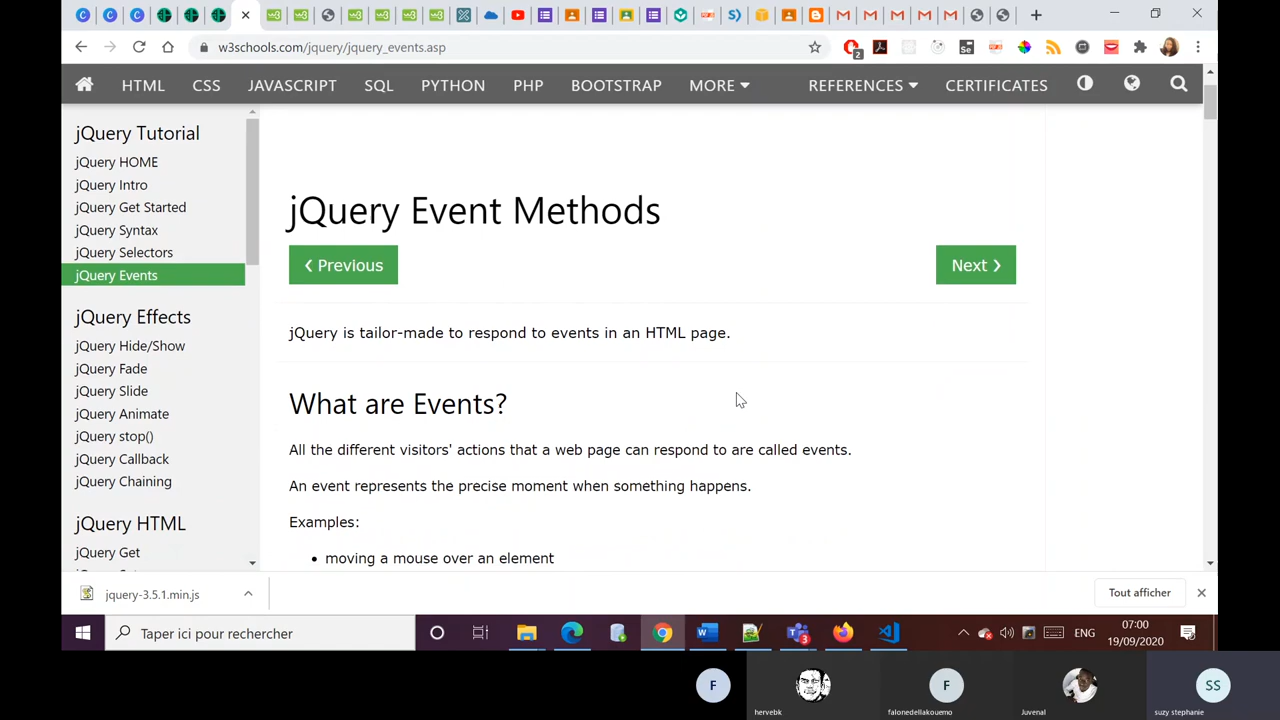 w3schools.com/jquery/jquery_events.asp
2
HTML CSS JAVASCRIPT SQL PYTHON PHP BOOTSTRAP MORE REFERENCES CERTIFICATES
jQuery Tutorial
jQuery HOME
jQuery Intro
jQuery Get Started
jQuery Syntax
jQuery Selectors
jQuery Events
jQuery Effects
jQuery Hide/Show
jQuery Fade
jQuery Slide
jQuery Animate
jQuery stop()
jQuery Callback
jQuery Chaining
jQuery HTML
jQuery Get
jQuery Event Methods
❮ Previous
Next ❯
jQuery is tailor-made to respond to events in an HTML page.
What are Events?
All the different visitors' actions that a web page can respond to are called events.
An event represents the precise moment when something happens.
Examples:
• moving a mouse over an element
jquery-3.5.1.min.js
Tout afficher
Taper ici pour rechercher
3
ENG
07:00
19/09/2020
F
hervebk
F
falonedellakouemo
Juvenal
SS
suzy stephanie